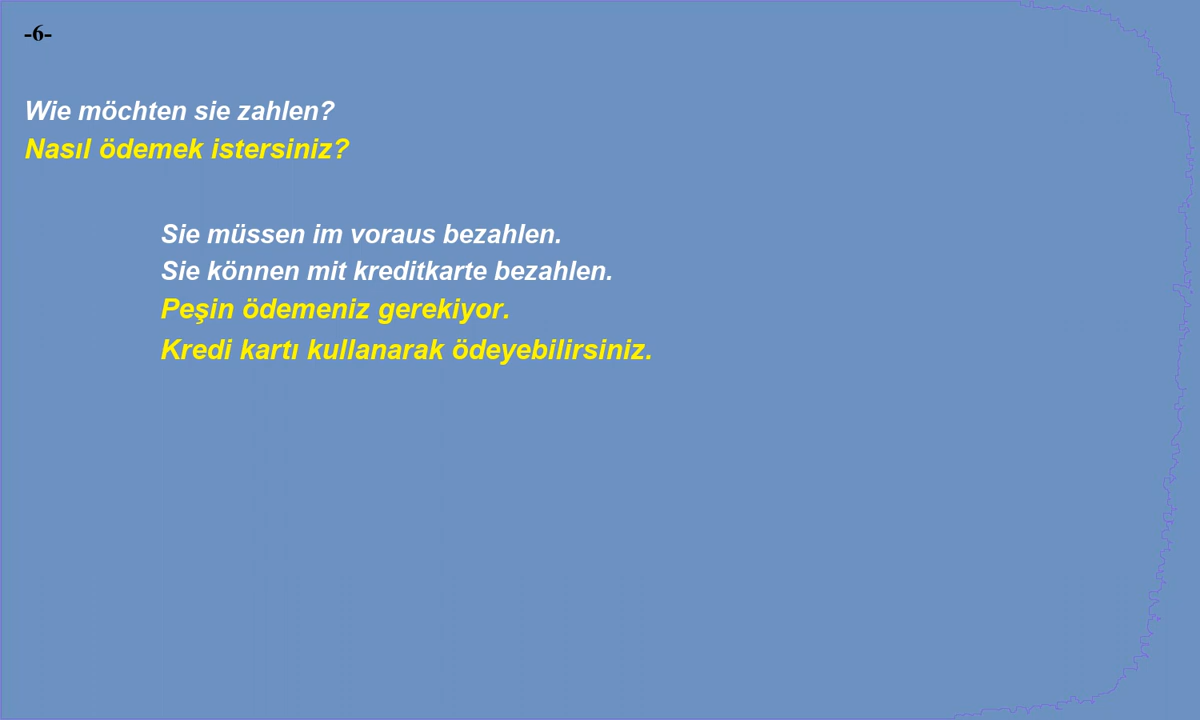 -6-
Wie möchten sie zahlen?
Nasıl ödemek istersiniz?
Sie müssen im voraus bezahlen.
Sie können mit kreditkarte bezahlen.
Peşin ödemeniz gerekiyor.
Kredi kartı kullanarak ödeyebilirsiniz.